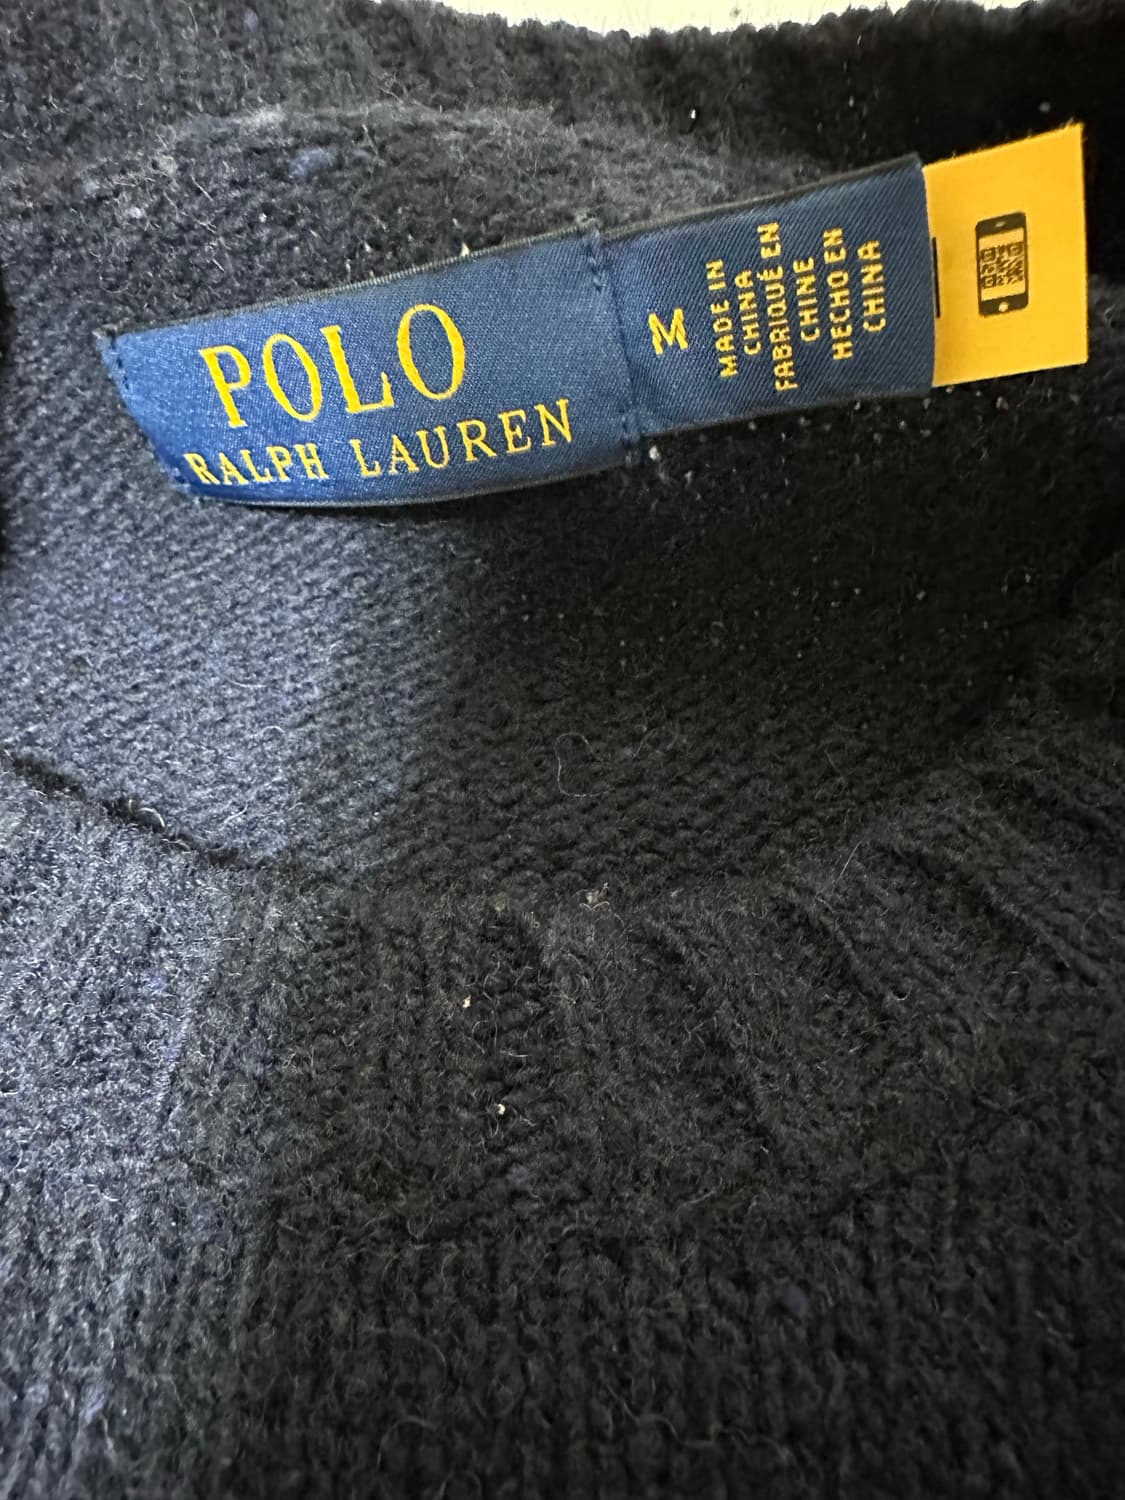 POLO
RALPH LAUREN
M
MADE IN
CHINA
FABRIQUÉ EN
CHINE
HECHO EN
CHINA